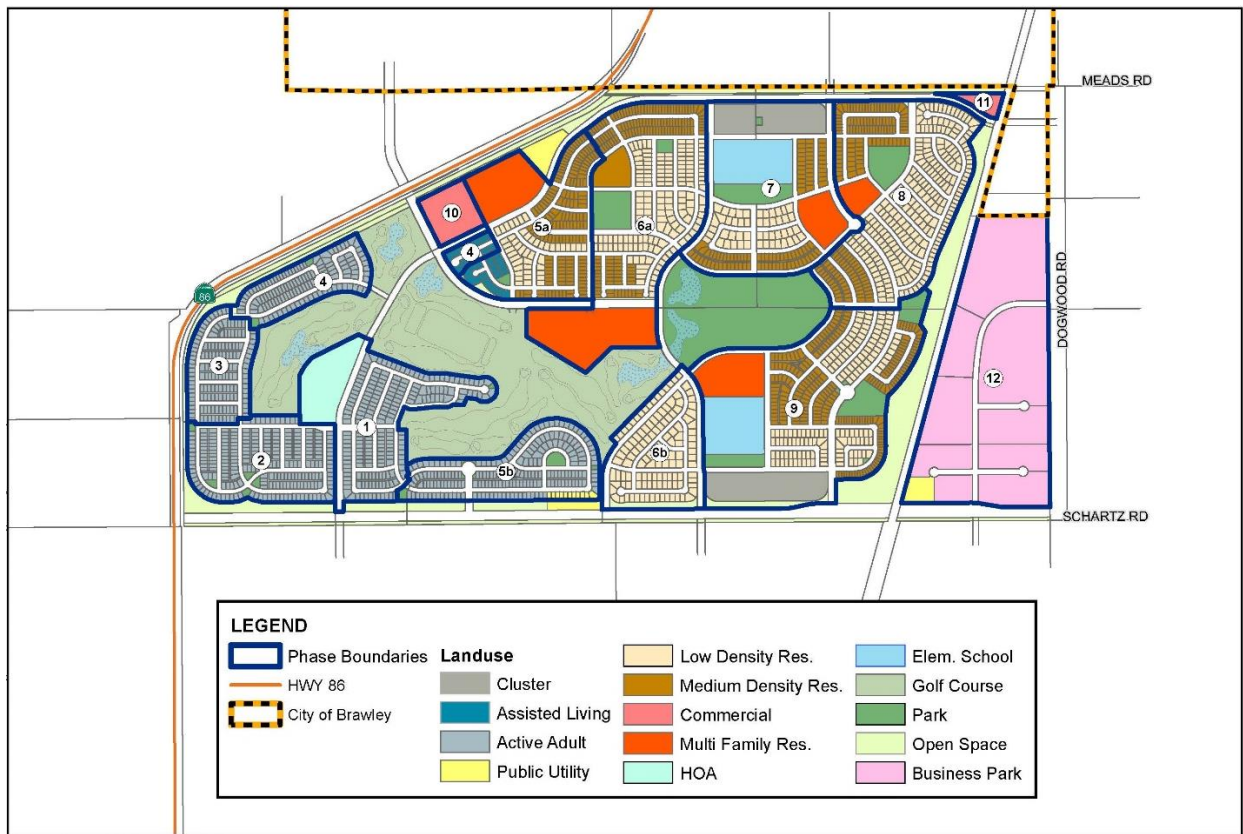 MEADS RD
11
7
8
10
5a
6a
4
4
86
DOGWOOD RD
3
12
1
9
2
5b
6b
SCHARTZ RD
LEGEND
Phase Boundaries
HWY 86
City of Brawley
Landuse
Cluster
Assisted Living
Active Adult
Public Utility
Low Density Res.
Medium Density Res.
Commercial
Multi Family Res.
HOA
Elem. School
Golf Course
Park
Open Space
Business Park